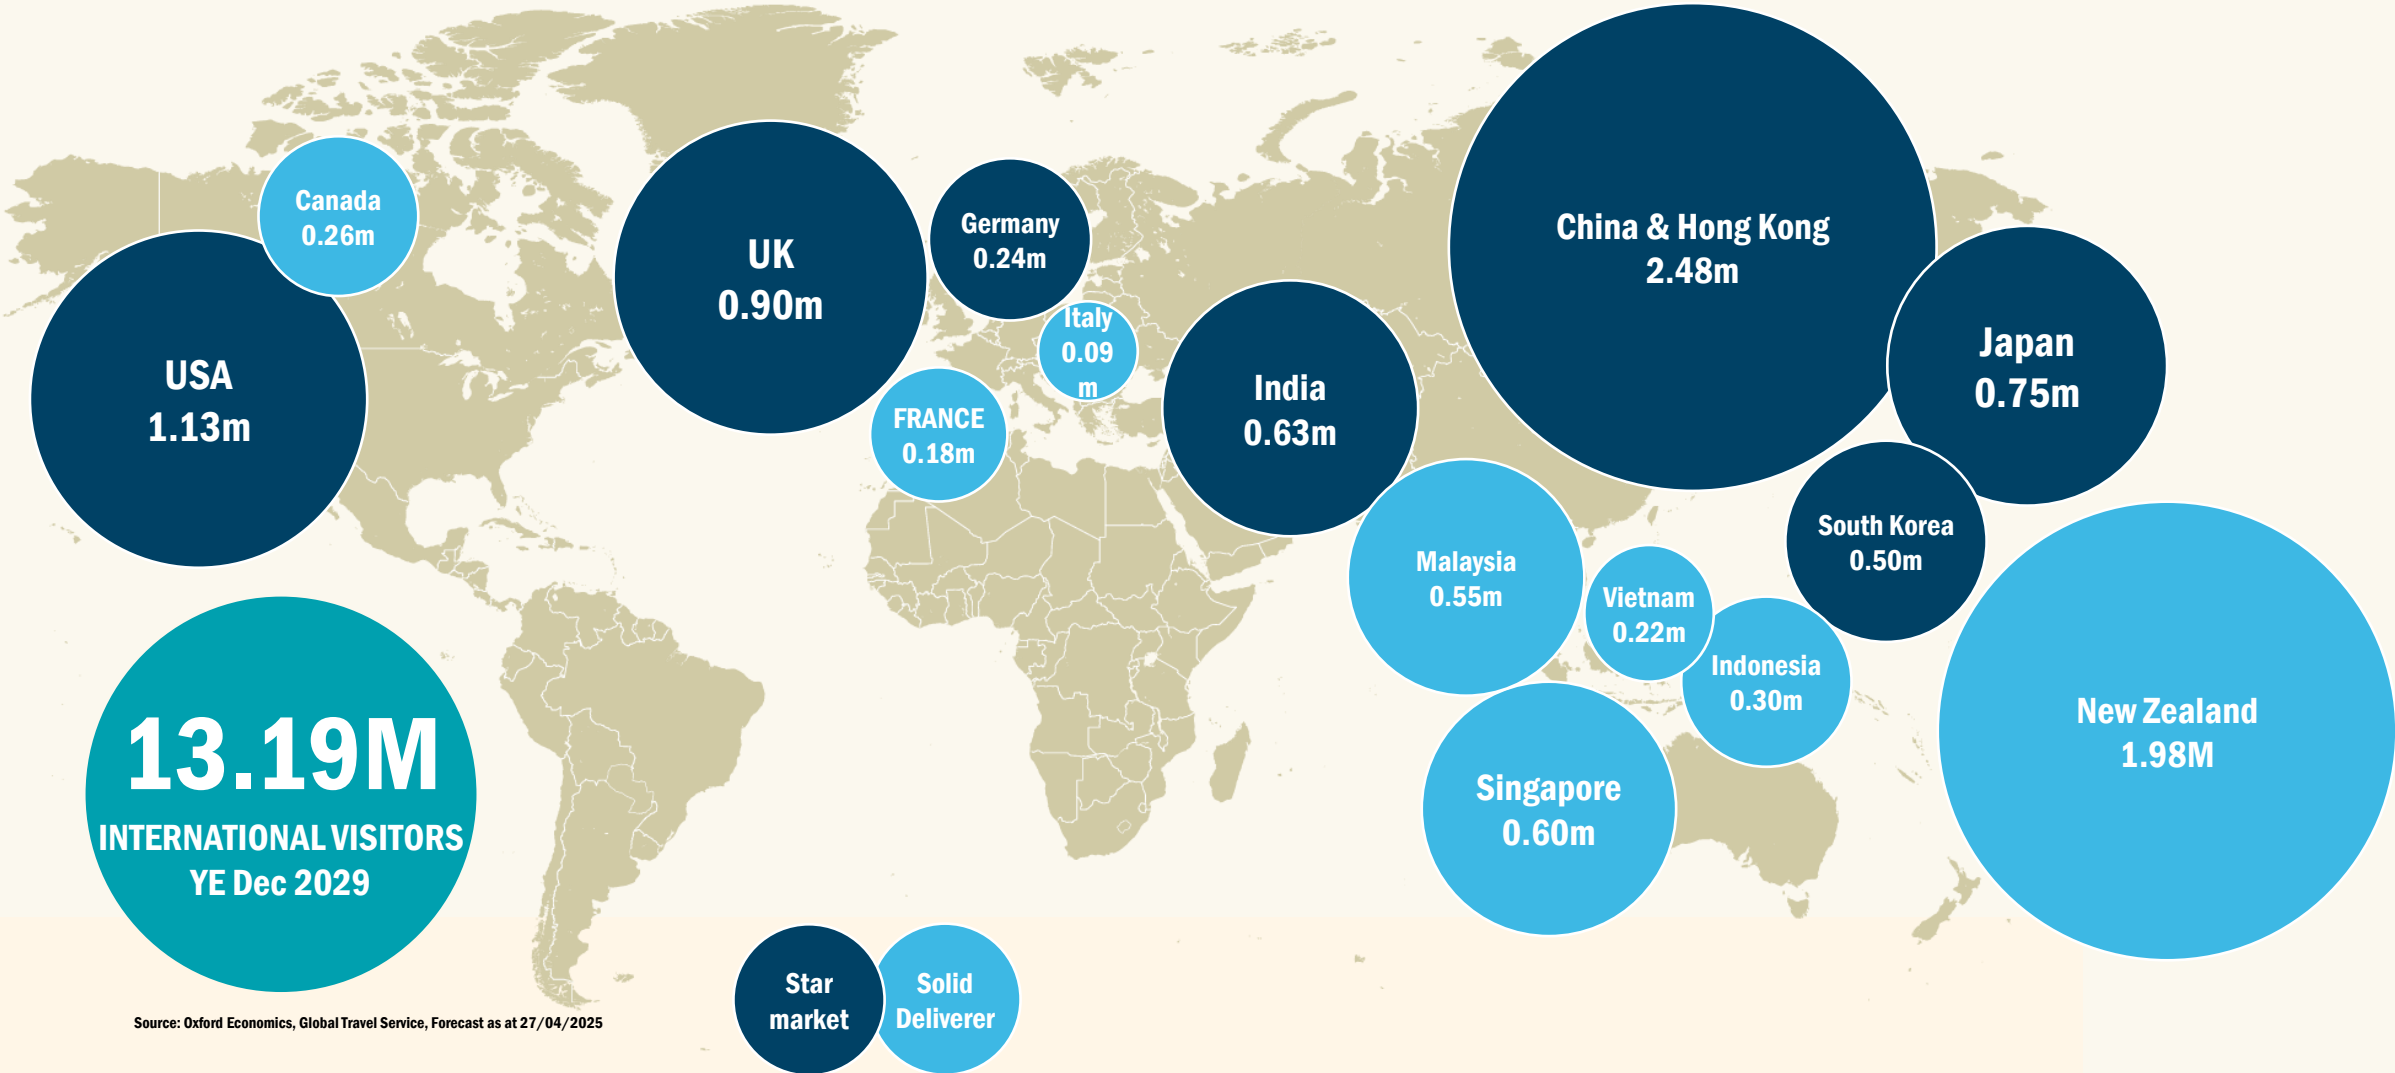 Canada
0.26m
USA
1.13m
UK
0.90m
Germany
0.24m
Italy
0.09
m
FRANCE
0.18m
India
0.63m
China & Hong Kong
2.48m
Japan
0.75m
South Korea
0.50m
Malaysia
0.55m
Vietnam
0.22m
Indonesia
0.30m
Singapore
0.60m
New Zealand
1.98M
13.19M
INTERNATIONAL VISITORS
YE Dec 2029
Star
market
Solid
Deliverer
Source: Oxford Economics, Global Travel Service, Forecast as at 27/04/2025